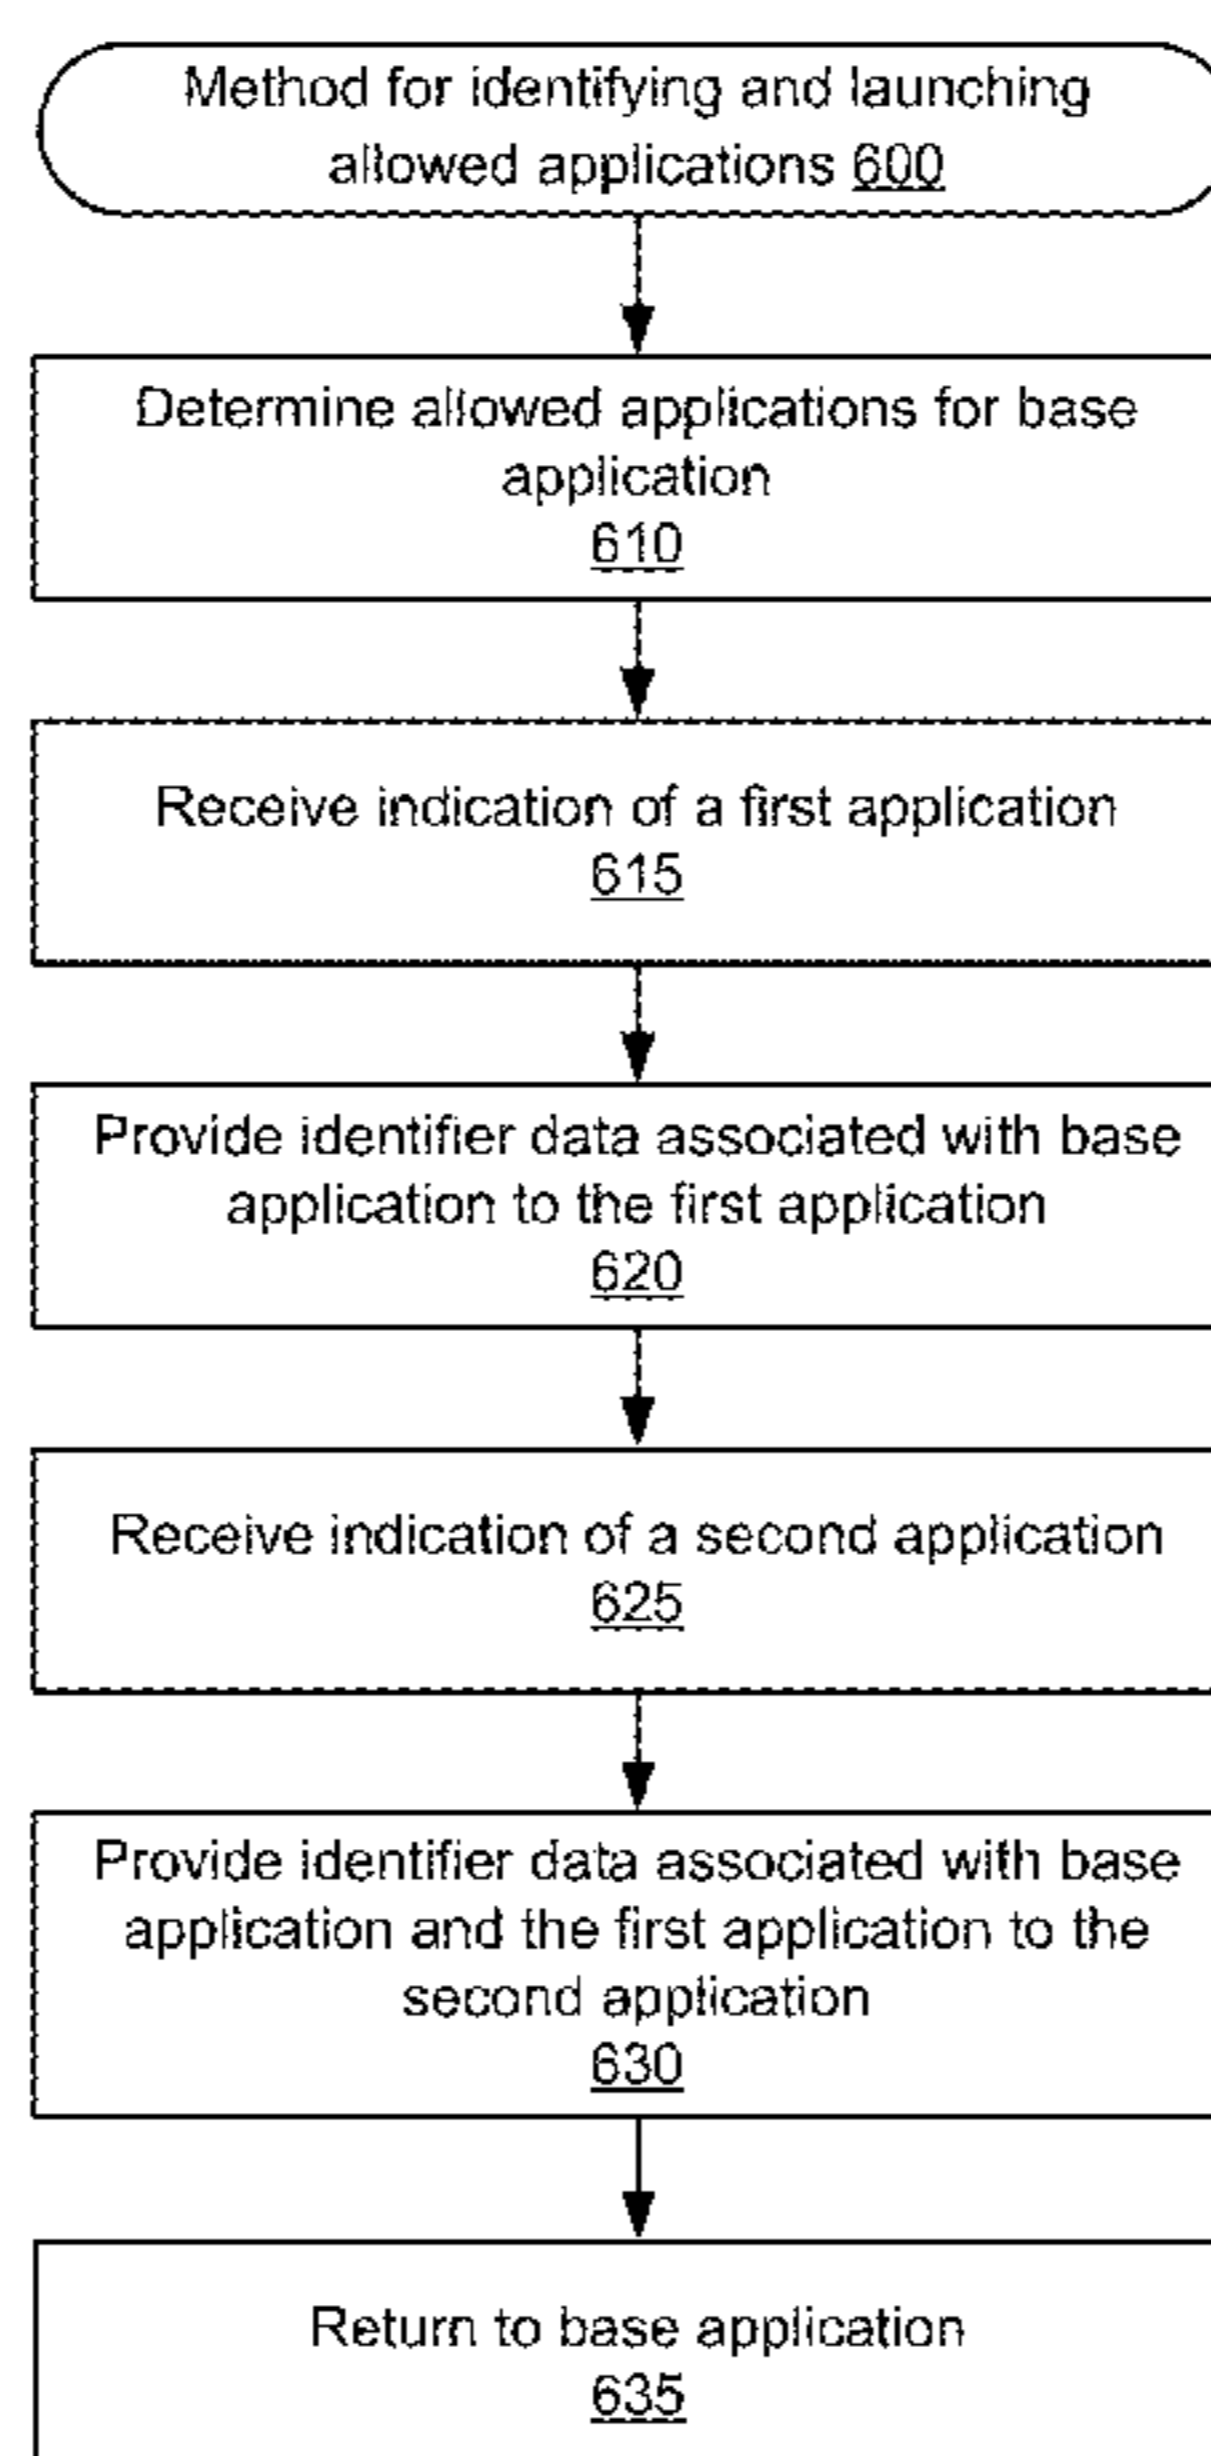 Method for identifying and launching
allowed applications 600
Determine allowed applications for base
application
610
Receive indication of a first application
615
Provide identifier data associated with base
application to the first application
620
Receive indication of a second application
625
Provide identifier data associated with base
application and the first application to the
second application
630
Return to base application
635